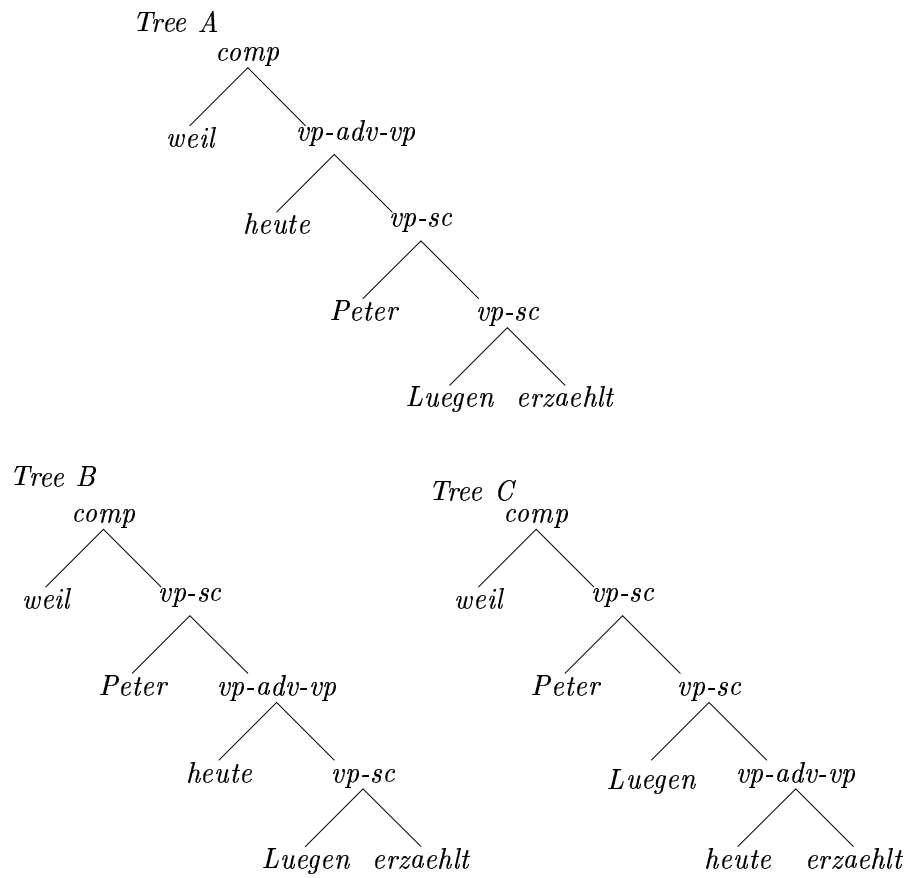 Tree A
comp
weil vp-adv-vp
heute vp-sc
Peter vp-sc
Luegen erzaehlt
Tree B
comp
weil vp-sc
Peter vp-adv-vp
heute vp-sc
Luegen erzaehlt
Tree C
comp
weil vp-sc
Peter vp-sc
Luegen vp-adv-vp
heute erzaehlt